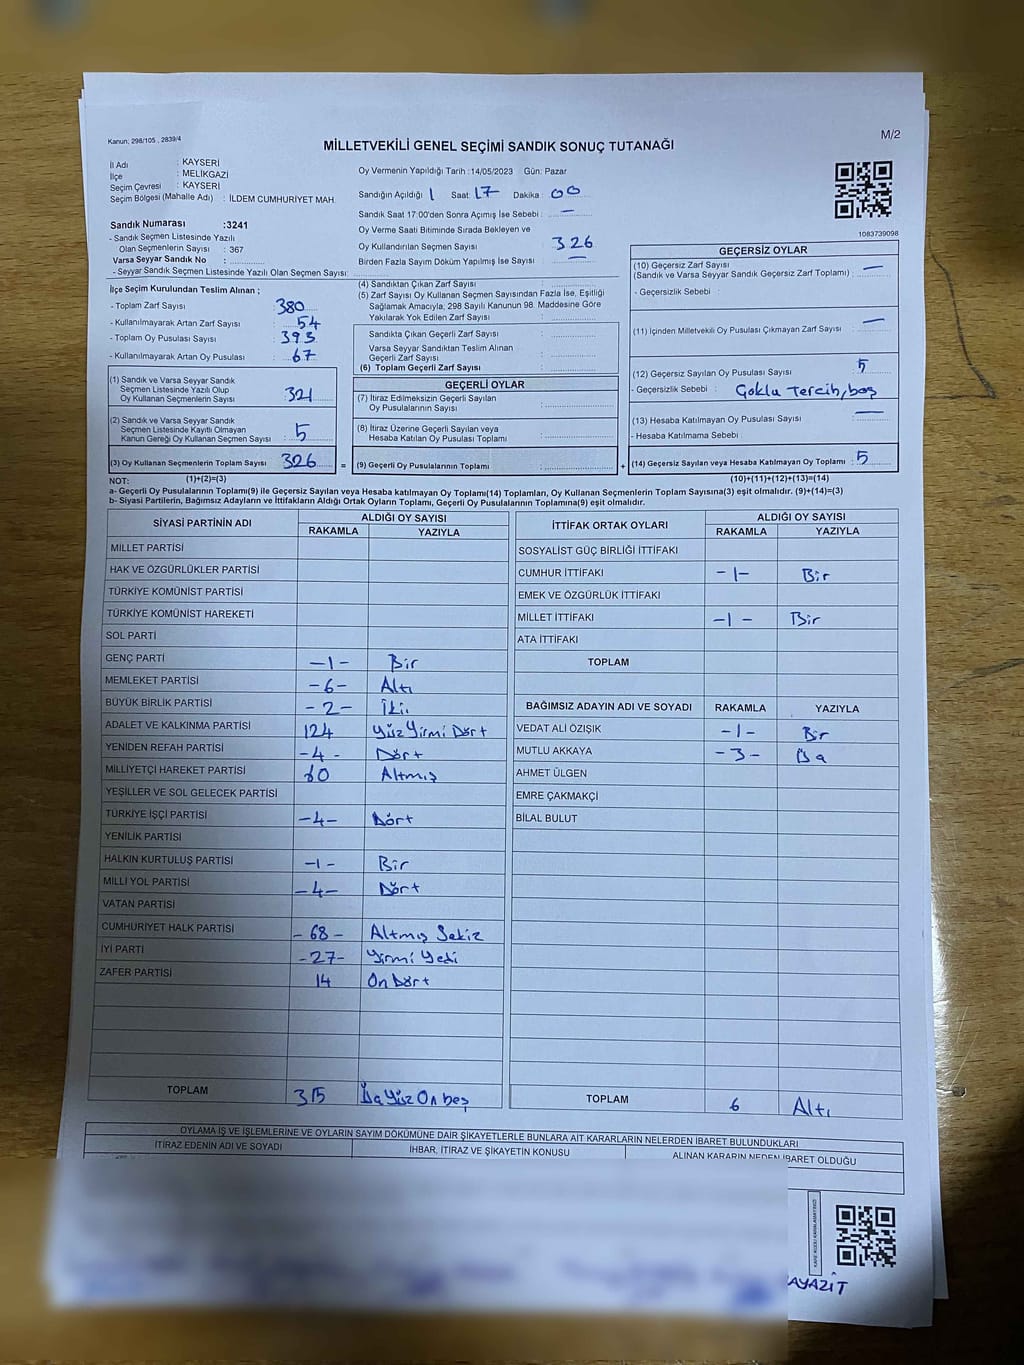 Kanun; 298/105 , 2839/4
M/2
MİLLETVEKİLİ GENEL SEÇİMİ SANDIK SONUÇ TUTANAĞI
İl Adı : KAYSERİ
İlçe : MELİKGAZİ
Seçim Çevresi : KAYSERİ
Seçim Bölgesi (Mahalle Adı) : İLDEM CUMHURİYET MAH.
Sandık Numarası :3241
- Sandık Seçmen Listesinde Yazılı
Olan Seçmenlerin Sayısı : 367
Varsa Seyyar Sandık No :
- Seyyar Sandık Seçmen Listesinde Yazılı Olan Seçmen Sayısı:
Oy Vermenin Yapıldığı Tarih :14/05/2023 Gün: Pazar
Sandığın Açıldığı Saat: 17 Dakika : 00
Sandık Saat 17:00'den Sonra Açımış İse Sebebi : —
Oy Verme Saati Bitiminde Sırada Bekleyen ve
Oy Kullandırılan Seçmen Sayısı : 326
Birden Fazla Sayım Döküm Yapılmış İse Sayısı : —
1083739098
İlçe Seçim Kurulundan Teslim Alınan ;
- Toplam Zarf Sayısı : 380
- Kullanılmayarak Artan Zarf Sayısı : 54
- Toplam Oy Pusulası Sayısı : 393
- Kullanılmayarak Artan Oy Pusulası : 67
(1) Sandık ve Varsa Seyyar Sandık
Seçmen Listesinde Yazılı Olup
Oy Kullanan Seçmenlerin Sayısı : 321
(2) Sandık ve Varsa Seyyar Sandık
Seçmen Listesinde Kayıtlı Olmayan
Kanun Gereği Oy Kullanan Seçmen Sayısı : 5
(3) Oy Kullanan Seçmenlerin Toplam Sayısı : 326 =
(4) Sandıktan Çıkan Zarf Sayısı :
(5) Zarf Sayısı Oy Kullanan Seçmen Sayısından Fazla İse, Eşitliği
Sağlamak Amacıyla; 298 Sayılı Kanunun 98. Maddesine Göre
Yakılarak Yok Edilen Zarf Sayısı :
Sandıkta Çıkan Geçerli Zarf Sayısı :
Varsa Seyyar Sandıktan Teslim Alınan
Geçerli Zarf Sayısı :
(6) Toplam Geçerli Zarf Sayısı :
GEÇERLİ OYLAR
(7) İtiraz Edilmeksizin Geçerli Sayılan
Oy Pusulalarının Sayısı :
(8) İtiraz Üzerine Geçerli Sayılan veya
Hesaba Katılan Oy Pusulası Toplamı :
(9) Geçerli Oy Pusulalarının Toplamı : +
GEÇERSİZ OYLAR
(10) Geçersiz Zarf Sayısı
(Sandık ve Varsa Seyyar Sandık Geçersiz Zarf Toplamı) : —
- Geçersizlik Sebebi :
(11) İçinden Milletvekili Oy Pusulası Çıkmayan Zarf Sayısı : —
(12) Geçersiz Sayılan Oy Pusulası Sayısı : 5
- Geçersizlik Sebebi : Çoklu Tercih, boş
(13) Hesaba Katılmayan Oy Pusulası Sayısı : —
- Hesaba Katılmama Sebebi :
(14) Geçersiz Sayılan veya Hesaba Katılmayan Oy Toplamı : 5
NOT: (1)+(2)=(3) (10)+(11)+(12)+(13)=(14)
a- Geçerli Oy Pusulalarının Toplamı(9) ile Geçersiz Sayılan veya Hesaba katılmayan Oy Toplamı(14) Toplamları, Oy Kullanan Seçmenlerin Toplam Sayısına(3) eşit olmalıdır. (9)+(14)=(3)
b- Siyasi Partilerin, Bağımsız Adayların ve İttifakların Aldığı Ortak Oyların Toplamı, Geçerli Oy Pusulalarının Toplamına(9) eşit olmalıdır.
SİYASİ PARTİNİN ADI ALDIĞI OY SAYISI
RAKAMLA YAZIYLA
MİLLET PARTİSİ
HAK VE ÖZGÜRLÜKLER PARTİSİ
TÜRKİYE KOMÜNİST PARTİSİ
TÜRKİYE KOMÜNİST HAREKETİ
SOL PARTİ
GENÇ PARTİ -1- Bir
MEMLEKET PARTİSİ -6- Altı
BÜYÜK BİRLİK PARTİSİ -2- İki
ADALET VE KALKINMA PARTİSİ 124 Yüz Yirmi Dört
YENİDEN REFAH PARTİSİ -4- Dört
MİLLİYETÇİ HAREKET PARTİSİ 60 Altmış
YEŞİLLER VE SOL GELECEK PARTİSİ
TÜRKİYE İŞÇİ PARTİSİ -4- Dört
YENİLİK PARTİSİ
HALKIN KURTULUŞ PARTİSİ -1- Bir
MİLLİ YOL PARTİSİ -4- Dört
VATAN PARTİSİ
CUMHURİYET HALK PARTİSİ -68- Altmış Sekiz
İYİ PARTİ -27- Yirmi Yedi
ZAFER PARTİSİ 14 On Dört
TOPLAM 315 Üç Yüz On beş
İTTİFAK ORTAK OYLARI ALDIĞI OY SAYISI
RAKAMLA YAZIYLA
SOSYALİST GÜÇ BİRLİĞİ İTTİFAKI
CUMHUR İTTİFAKI -1- Bir
EMEK VE ÖZGÜRLÜK İTTİFAKI
MİLLET İTTİFAKI -1- Bir
ATA İTTİFAKI
TOPLAM
BAĞIMSIZ ADAYIN ADI VE SOYADI RAKAMLA YAZIYLA
VEDAT ALİ ÖZIŞIK -1- Bir
MUTLU AKKAYA -3- Üç
AHMET ÜLGEN
EMRE ÇAKMAKÇİ
BİLAL BULUT
TOPLAM 6 Altı
OYLAMA İŞ VE İŞLEMLERİNE VE OYLARIN SAYIM DÖKÜMÜNE DAİR ŞİKAYETLERLE BUNLARA AİT KARARLARIN NELERDEN İBARET BULUNDUKLARI
İTİRAZ EDENİN ADI VE SOYADI İHBAR, İTİRAZ VE ŞİKAYETİN KONUSU ALINAN KARARIN NEDEN İBARET OLDUĞU
AYAZIT